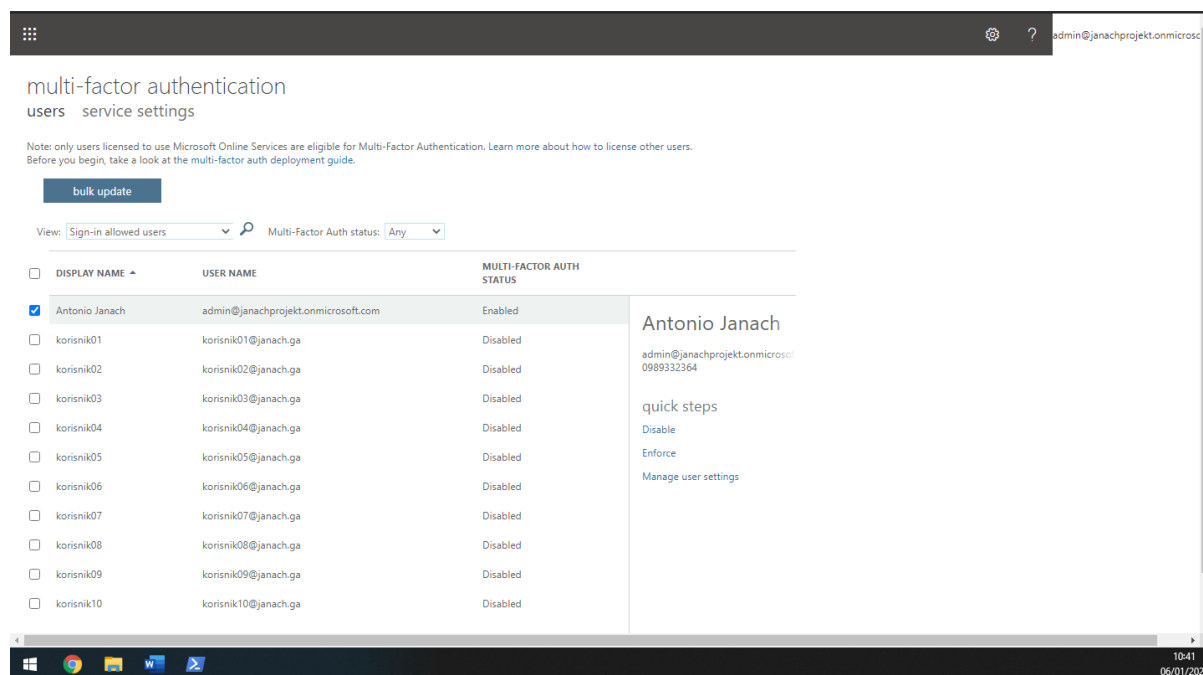 ? admin@janachprojekt.onmicrosc
multi-factor authentication
users service settings
Note: only users licensed to use Microsoft Online Services are eligible for Multi-Factor Authentication. Learn more about how to license other users.
Before you begin, take a look at the multi-factor auth deployment guide.
bulk update
View: Sign-in allowed users Multi-Factor Auth status: Any
DISPLAY NAME USER NAME MULTI-FACTOR AUTH STATUS
Antonio Janach admin@janachprojekt.onmicrosoft.com Enabled
korisnik01 korisnik01@janach.ga Disabled
korisnik02 korisnik02@janach.ga Disabled
korisnik03 korisnik03@janach.ga Disabled
korisnik04 korisnik04@janach.ga Disabled
korisnik05 korisnik05@janach.ga Disabled
korisnik06 korisnik06@janach.ga Disabled
korisnik07 korisnik07@janach.ga Disabled
korisnik08 korisnik08@janach.ga Disabled
korisnik09 korisnik09@janach.ga Disabled
korisnik10 korisnik10@janach.ga Disabled
Antonio Janach
admin@janachprojekt.onmicrosof
0989332364
quick steps
Disable
Enforce
Manage user settings
W
10:41
06/01/202